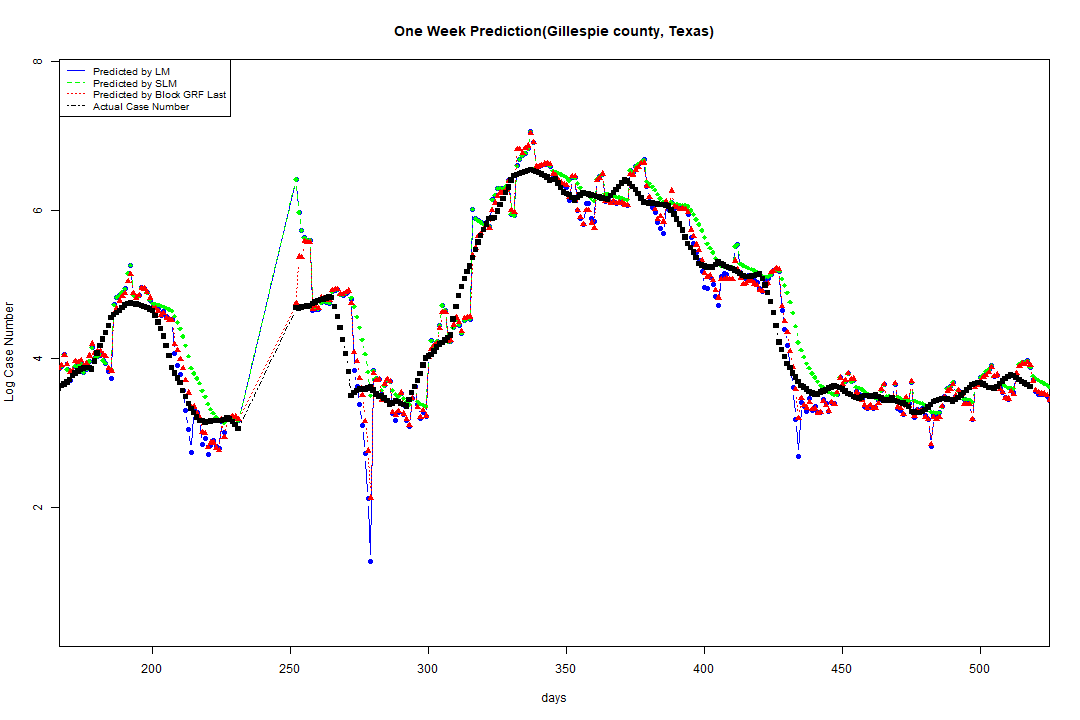 One Week Prediction(Gillespie county, Texas)
Predicted by LM
Predicted by SLM
Predicted by Block GRF Last
Actual Case Number
8
6
4
2
Log Case Number
200 250 300 350 400 450 500
days